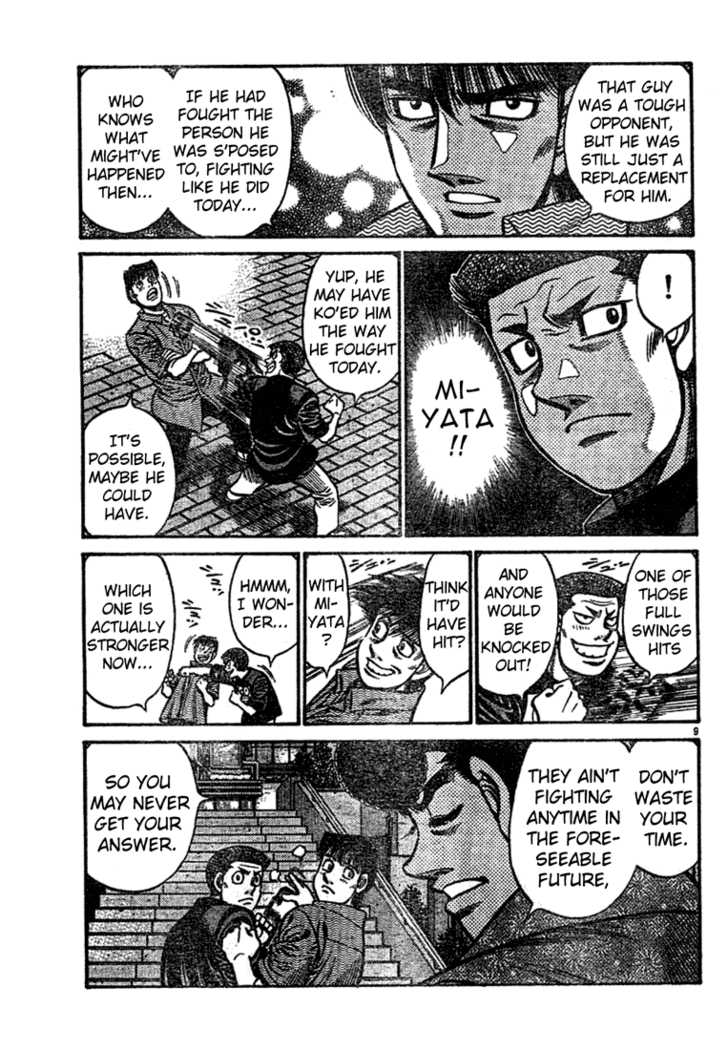 THAT GUY
WAS A TOUGH
OPPONENT,
BUT HE WAS
STILL JUST A
REPLACEMENT
FOR HIM.
IF HE HAD
FOUGHT THE
PERSON HE
WAS S'POSED
TO, FIGHTING
LIKE HE DID
TODAY...
WHO
KNOWS
WHAT
MIGHT'VE
HAPPENED
THEN...
!
MI-
YATA
!!
YUP, HE
MAY HAVE
KO'ED HIM
THE WAY
HE FOUGHT
TODAY.
IT'S
POSSIBLE,
MAYBE HE
COULD
HAVE.
ONE OF
THOSE
FULL
SWINGS
HITS
AND
ANYONE
WOULD
BE
KNOCKED
OUT!
THINK
IT'D
HAVE
HIT?
WITH
MI-
YATA
?
HMMM,
I WON-
DER...
WHICH
ONE IS
ACTUALLY
STRONGER
NOW...
9
DON'T
WASTE
YOUR
TIME.
THEY AIN'T
FIGHTING
ANYTIME
IN THE
FORE-
SEEABLE
FUTURE,
SO YOU
MAY NEVER
GET YOUR
ANSWER.